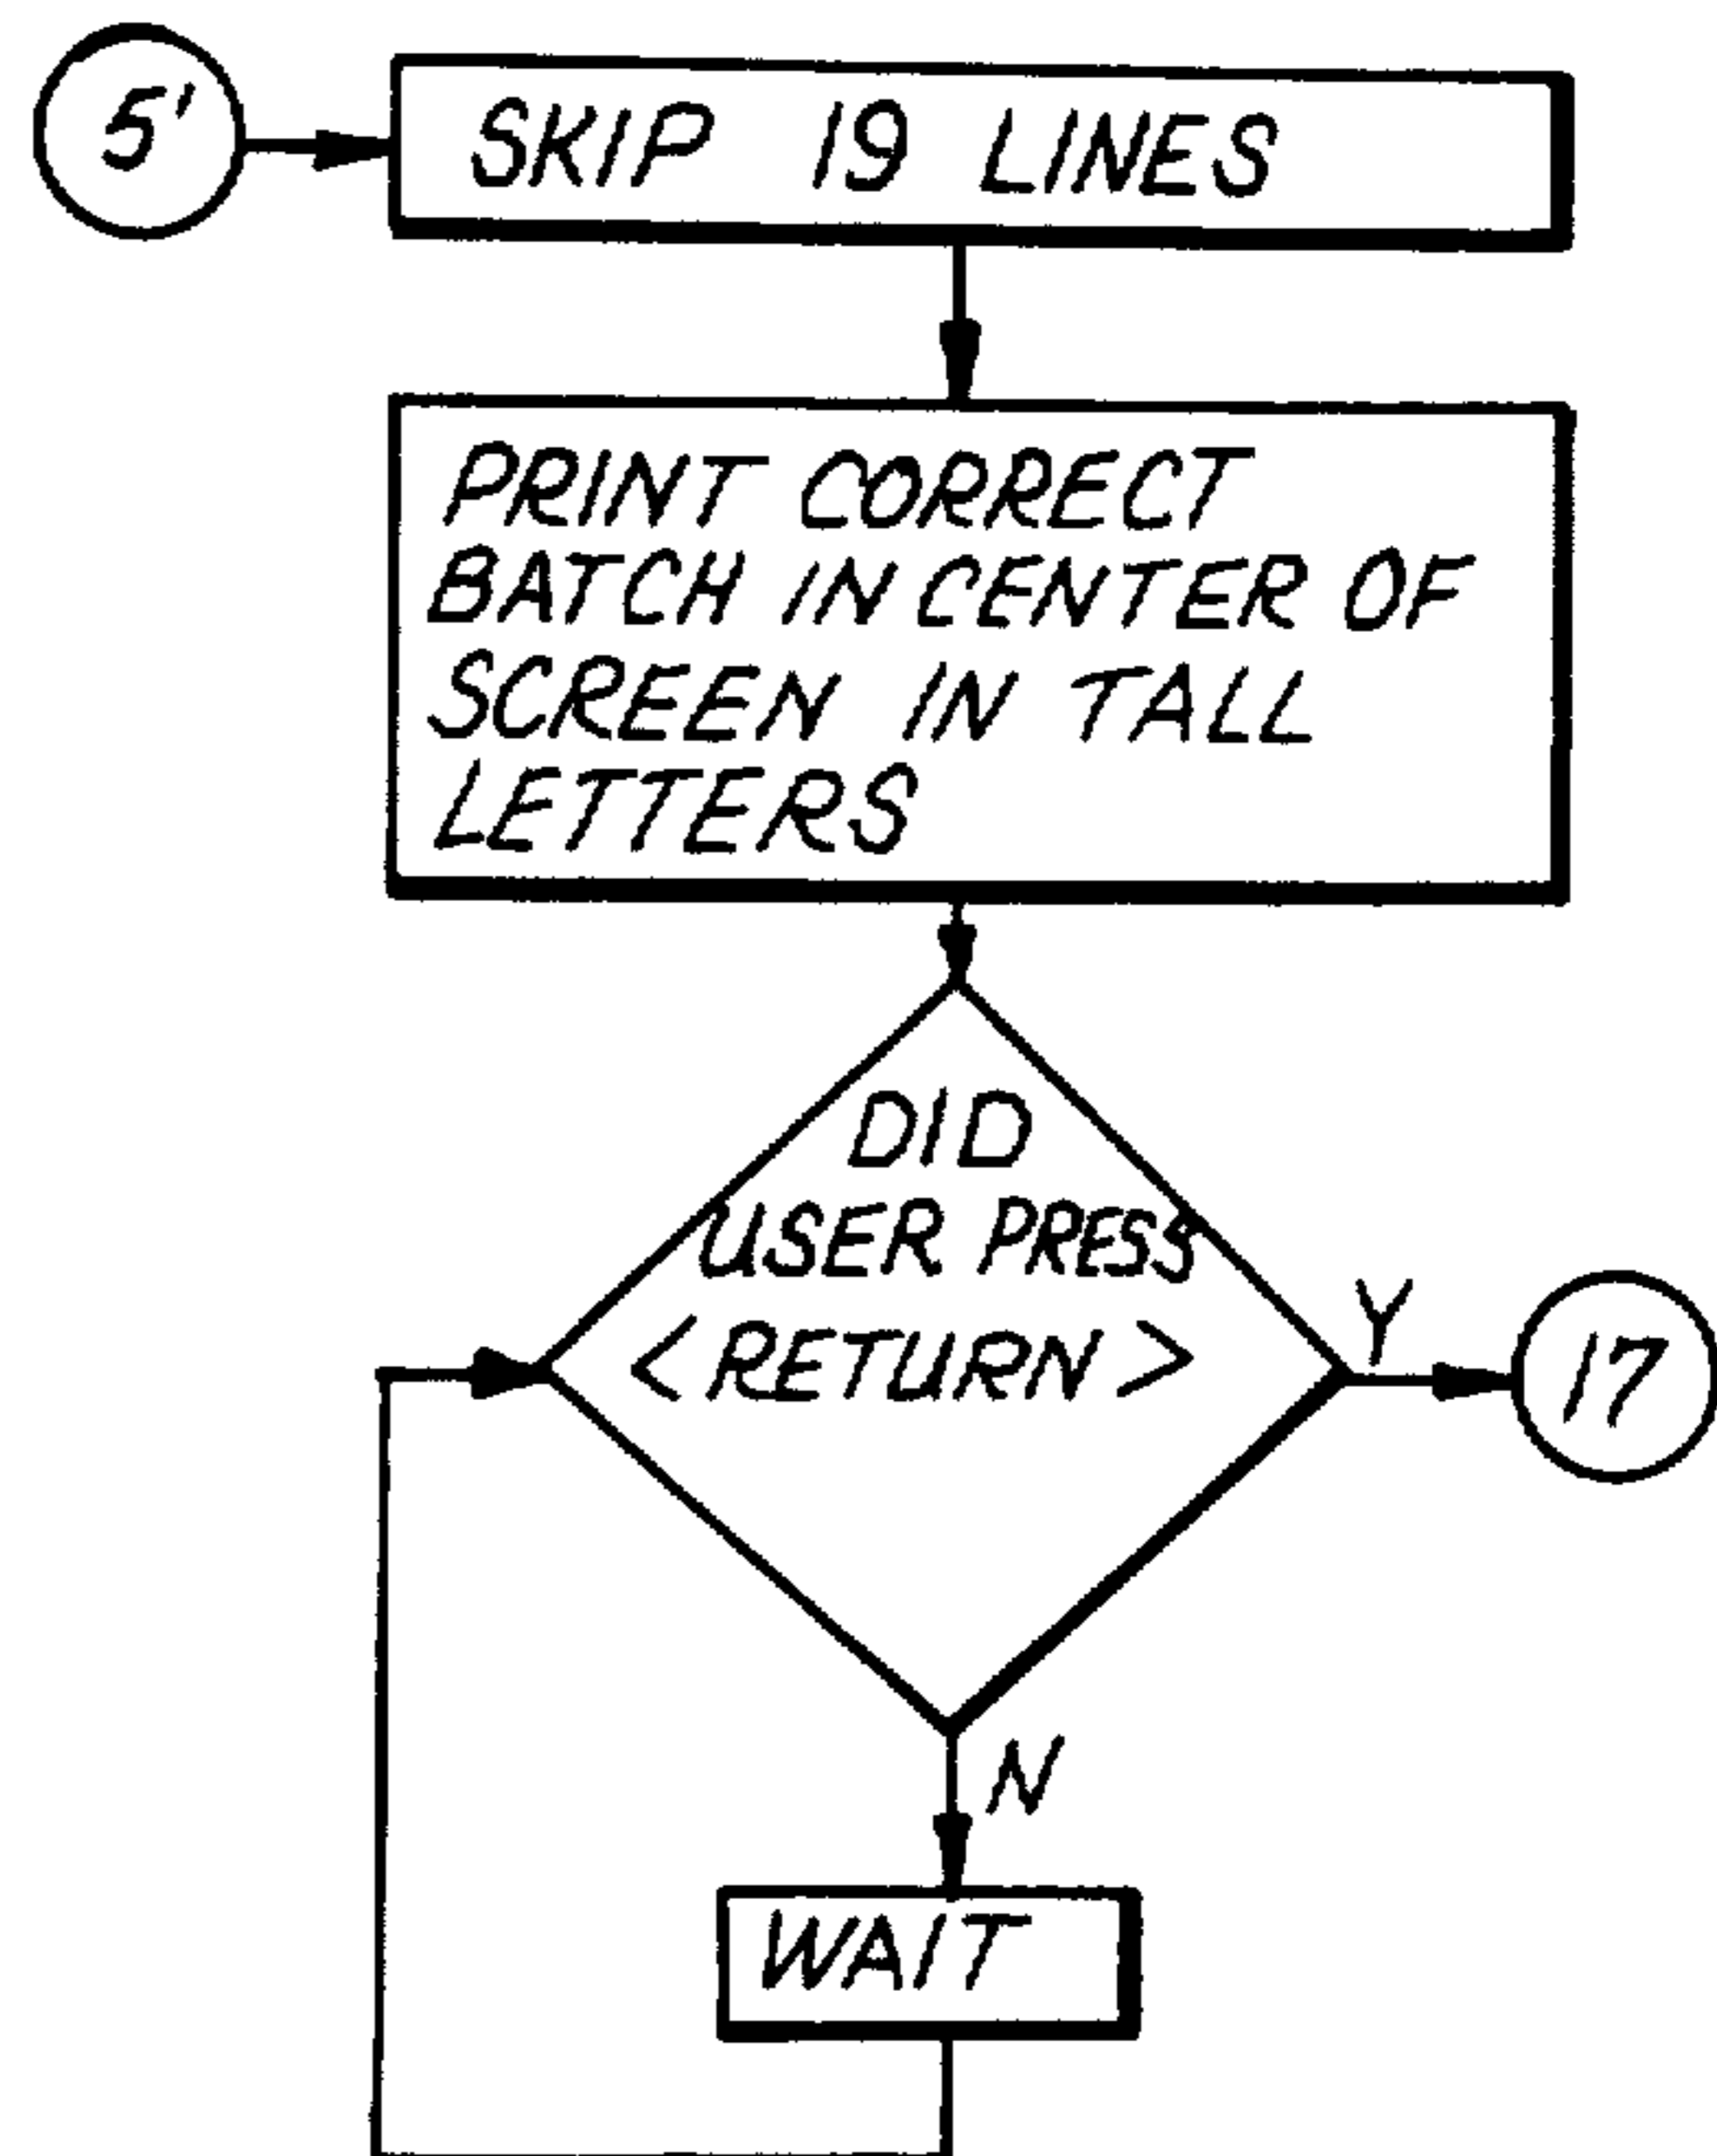 5'
SKIP 19 LINES
PRINT CORRECT
BATCH IN CENTER OF
SCREEN IN TALL
LETTERS
DID
USER PRESS
<RETURN>
Y
17
N
WAIT